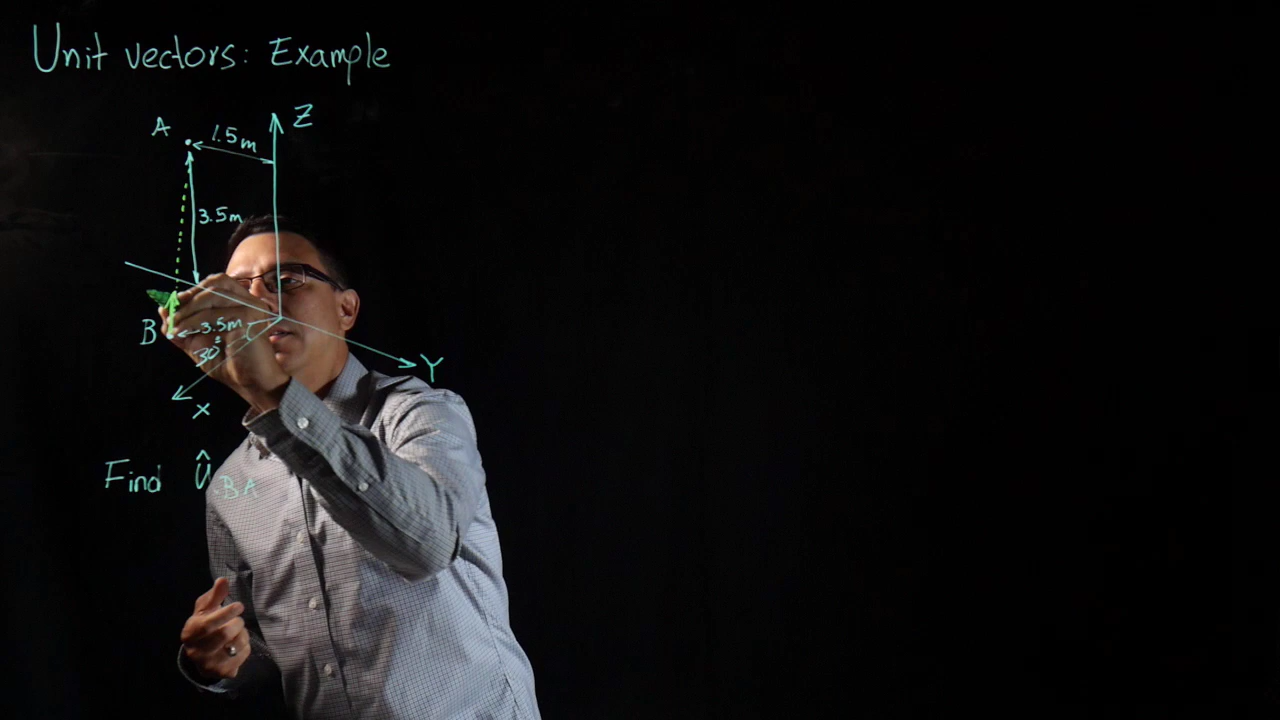 Unit vectors: Example
Z
A
1.5m
3.5m
B
3.5m
30°
Y
X
Find Û BA